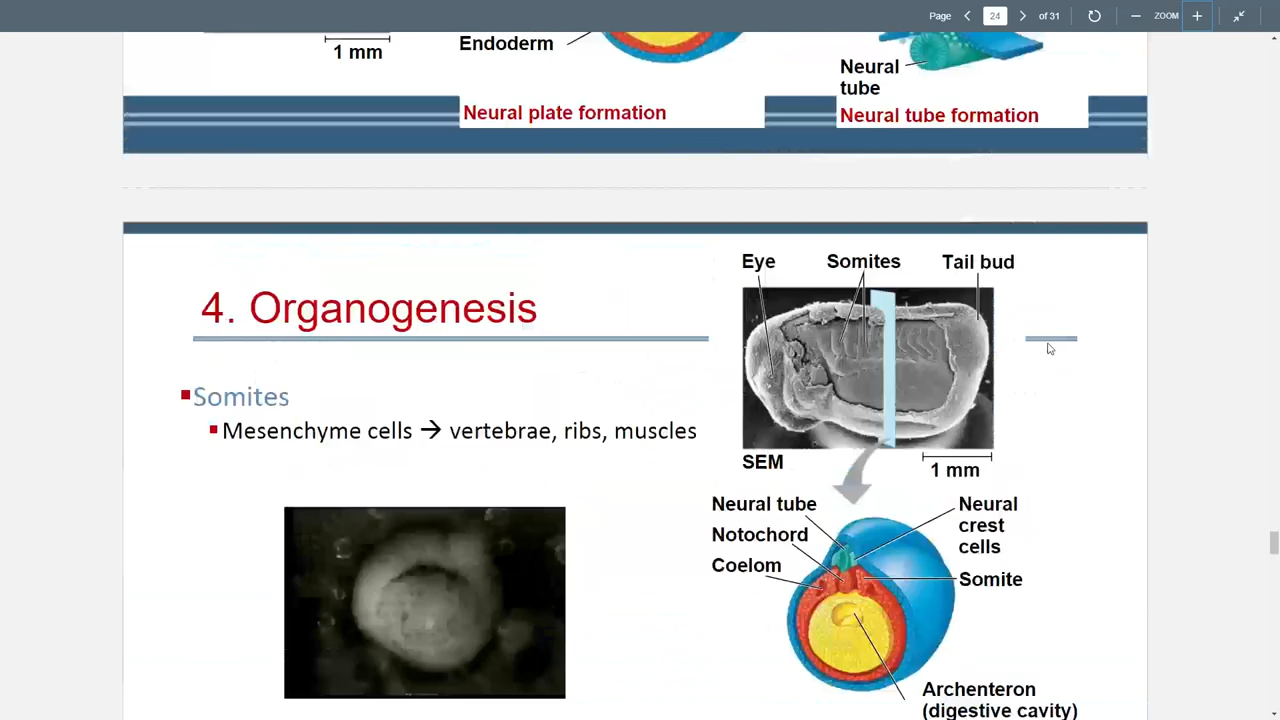 Page
24
of 31
ZOOM
1 mm
Endoderm
Neural
tube
Neural plate formation
Neural tube formation
4. Organogenesis
Somites
Mesenchyme cells → vertebrae, ribs, muscles
Eye
Somites
Tail bud
SEM
1 mm
Neural tube
Notochord
Coelom
Neural
crest
cells
Somite
Archenteron
(digestive cavity)